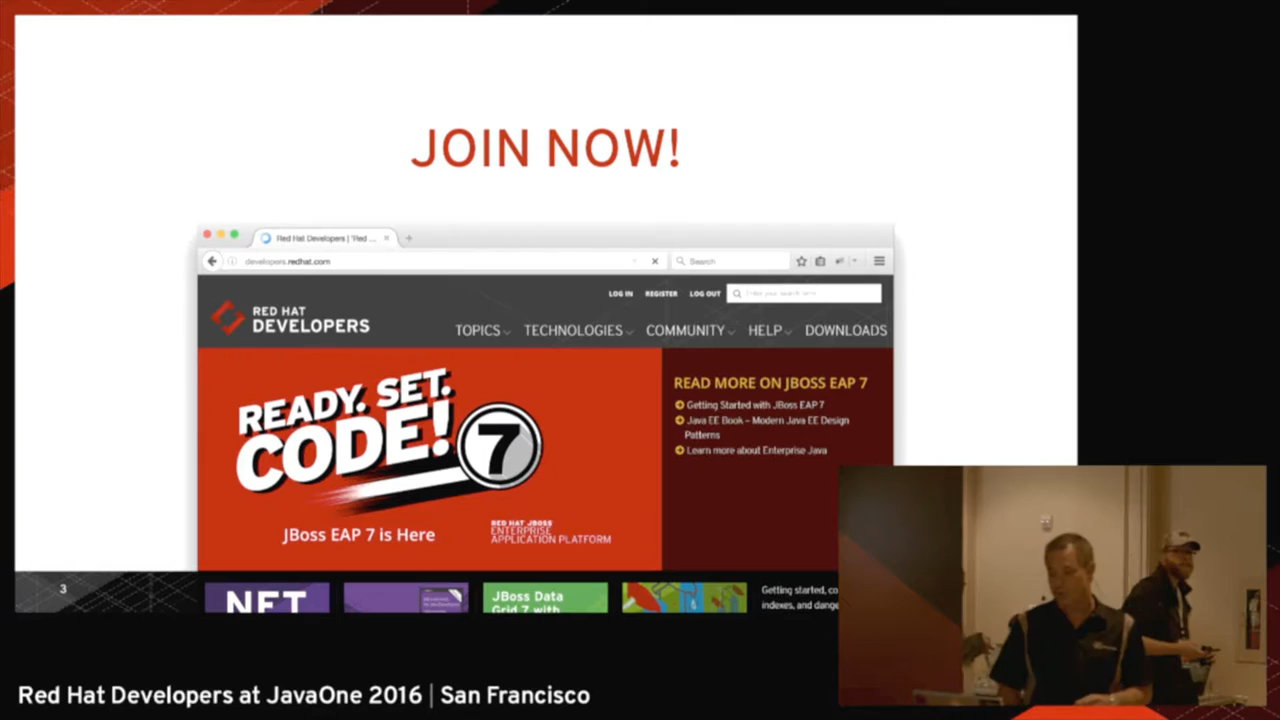 JOIN NOW!
Red Hat Developers | "Red ...
developers.redhat.com
Search
LOG IN REGISTER LOG OUT
Enter your search term
RED HAT
DEVELOPERS
TOPICS TECHNOLOGIES COMMUNITY HELP DOWNLOADS
READY. SET.
CODE!
7
JBoss EAP 7 is Here
RED HAT JBOSS
ENTERPRISE
APPLICATION PLATFORM
READ MORE ON JBOSS EAP 7
Getting Started with JBoss EAP 7
Java EE Book – Modern Java EE Design
Patterns
Learn more about Enterprise Java
3
.NET
JBoss Data
Grid 7 with
Getting started, co
indexes, and dange
Red Hat Developers at JavaOne 2016 | San Francisco